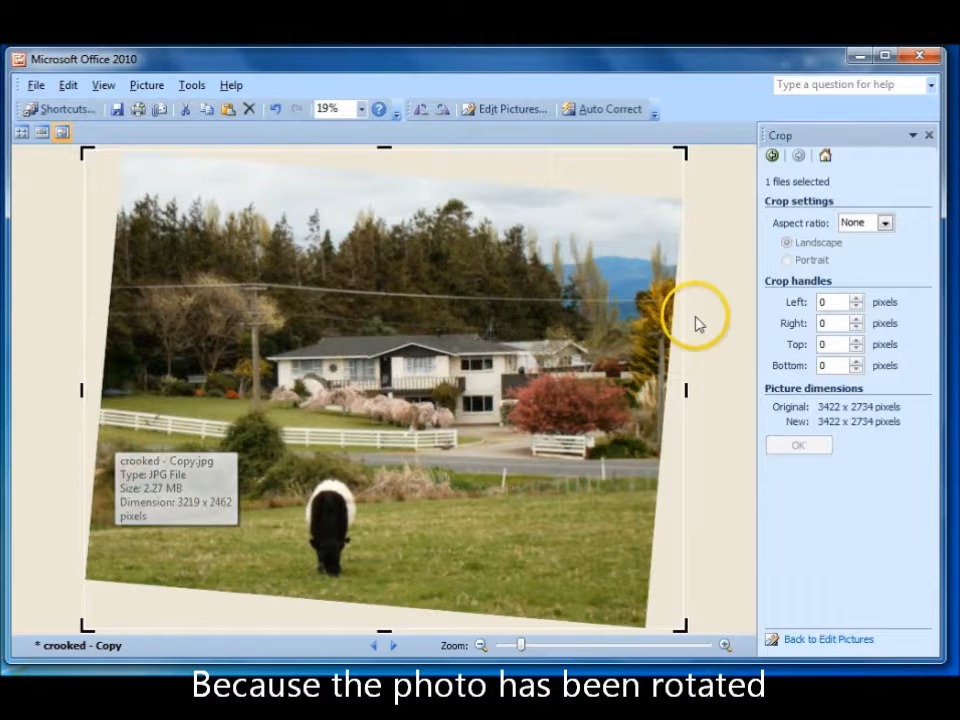 Microsoft Office 2010
File Edit View Picture Tools Help
Type a question for help
Shortcuts... 19% Edit Pictures... Auto Correct
Crop
1 files selected
Crop settings
Aspect ratio: None
Landscape
Portrait
Crop handles
Left: 0 pixels
Right: 0 pixels
Top: 0 pixels
Bottom: 0 pixels
Picture dimensions
Original: 3422 x 2734 pixels
New: 3422 x 2734 pixels
OK
crooked - Copy.jpg
Type: JPG File
Size: 2.27 MB
Dimension: 3219 x 2462
pixels
Back to Edit Pictures
* crooked - Copy
Zoom:
Because the photo has been rotated